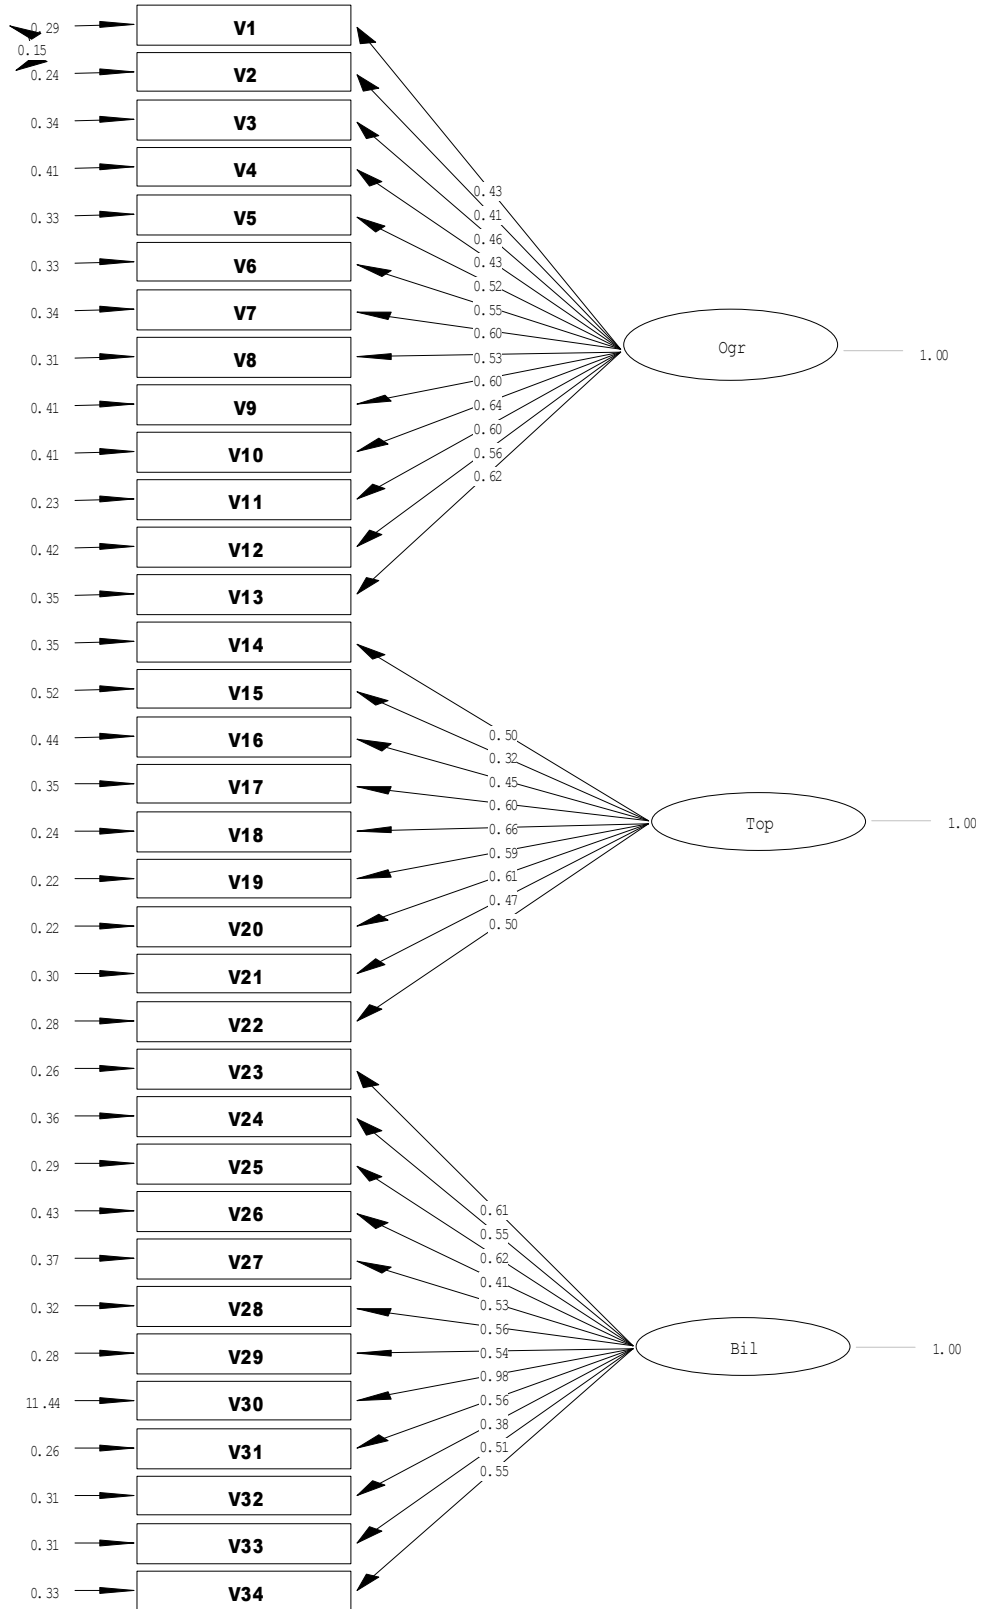 0.29 V1
0.15
0.24 V2
0.34 V3
0.41 V4
0.43
0.33 V5
0.41
0.46
0.33 V6
0.43
0.52
0.34 V7
0.55
0.60
Ogr
1.00
0.31 V8
0.53
0.60
0.41 V9
0.64
0.60
0.41 V10
0.56
0.62
0.23 V11
0.42 V12
0.35 V13
0.35 V14
0.52 V15
0.44 V16
0.50
0.32
0.35 V17
0.45
0.60
0.24 V18
Top
1.00
0.66
0.59
0.22 V19
0.61
0.47
0.22 V20
0.50
0.30 V21
0.28 V22
0.26 V23
0.36 V24
0.29 V25
0.43 V26
0.61
0.55
0.37 V27
0.62
0.41
0.32 V28
0.53
0.56
0.28 V29
Bil
1.00
0.54
0.98
11.44 V30
0.56
0.38
0.26 V31
0.51
0.55
0.31 V32
0.31 V33
0.33 V34